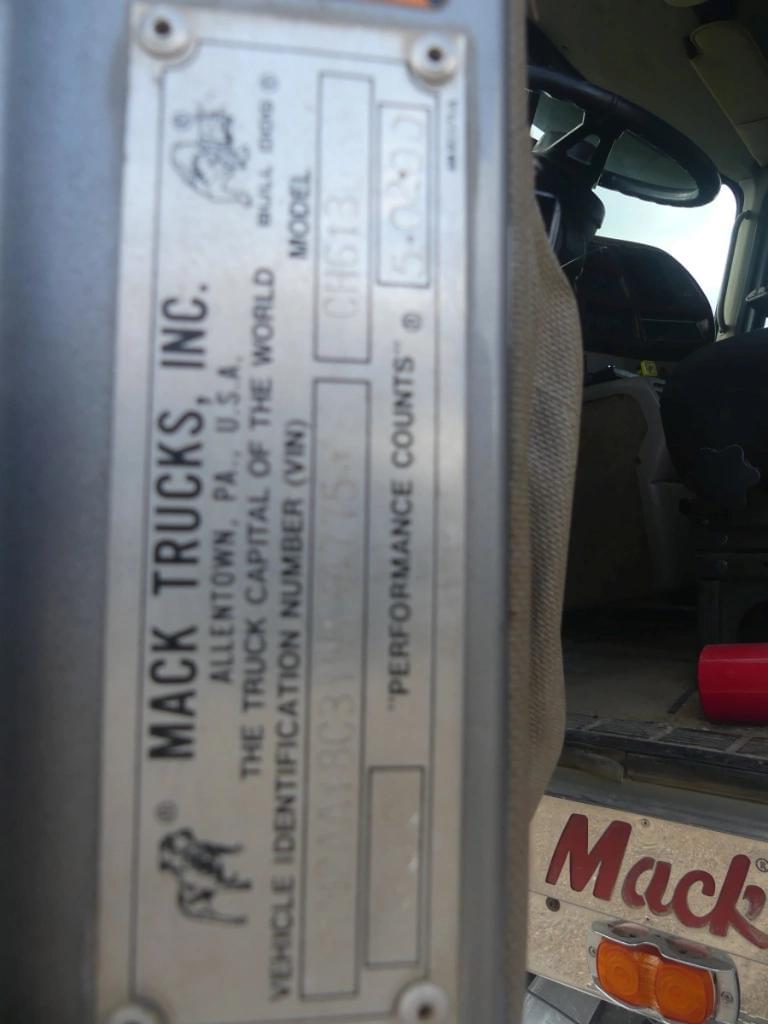 MACK TRUCKS, INC.
ALLENTOWN, PA., U.S.A.
THE TRUCK CAPITAL OF THE WORLD
BULL DOG ®
VEHICLE IDENTIFICATION NUMBER (VIN)
MODEL
CH613
"PERFORMANCE COUNTS" ®
Mack ®